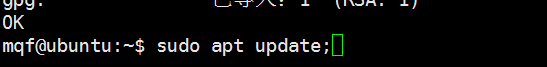 gpg:               已导入：1  (RSA: 1)
OK
mqf@ubuntu:~$ sudo apt update;